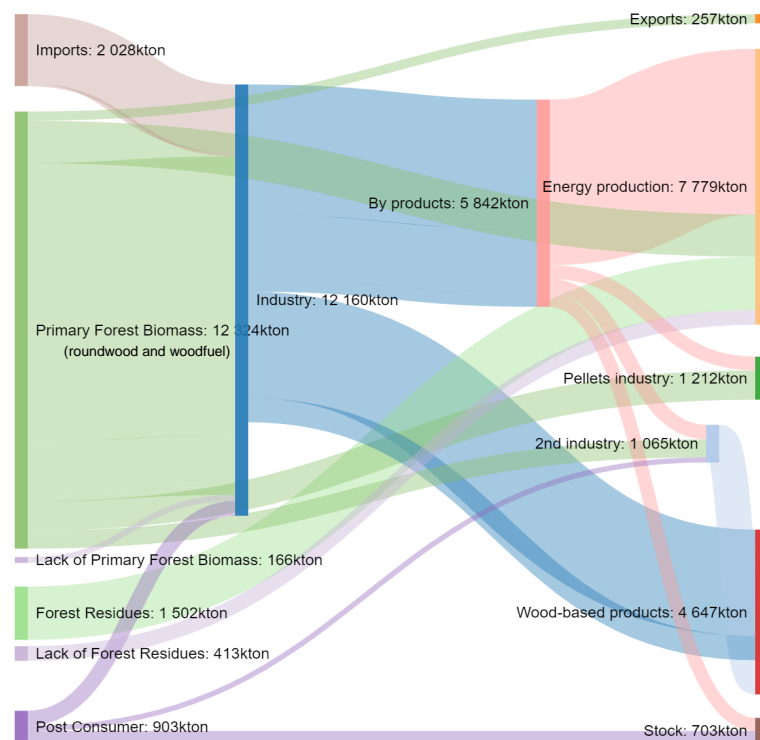 Exports: 257kton
Imports: 2 028kton
Energy production: 7 779kton
By products: 5 842kton
Industry: 12 160kton
Primary Forest Biomass: 12 324kton
(roundwood and woodfuel)
Pellets industry: 1 212kton
2nd industry: 1 065kton
Lack of Primary Forest Biomass: 166kton
Forest Residues: 1 502kton
Wood-based products: 4 647kton
Lack of Forest Residues: 413kton
Post Consumer: 903kton
Stock: 703kton